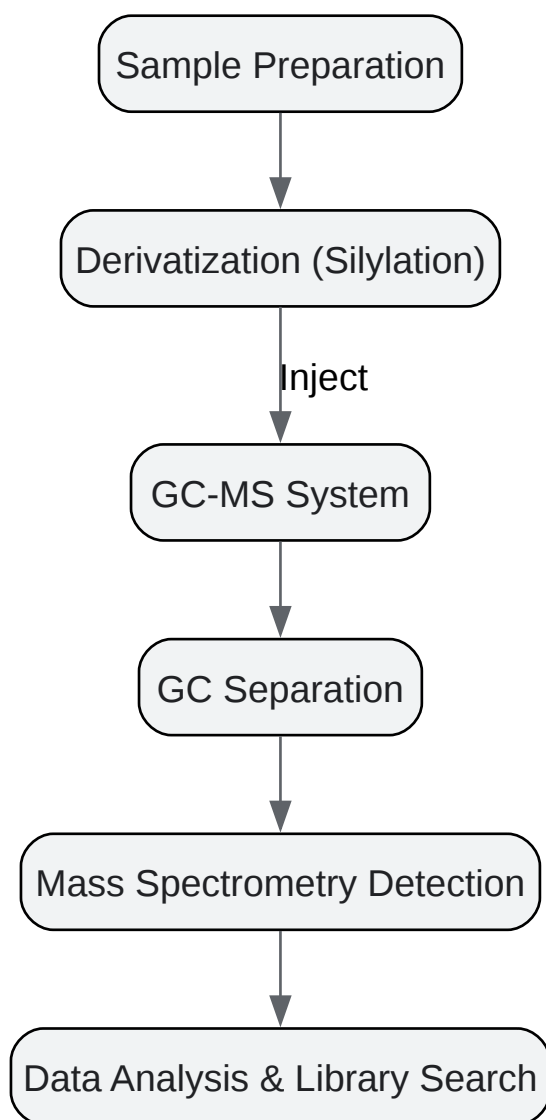 Sample Preparation
Derivatization (Silylation)
Inject
GC-MS System
GC Separation
Mass Spectrometry Detection
Data Analysis & Library Search